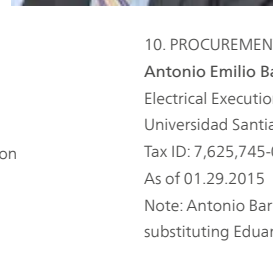 10. PROCUREMEN
Antonio Emilio Ba
Electrical Executio
Universidad Santia
on
Tax ID: 7,625,745-
As of 01.29.2015
Note: Antonio Bar
substituting Eduar